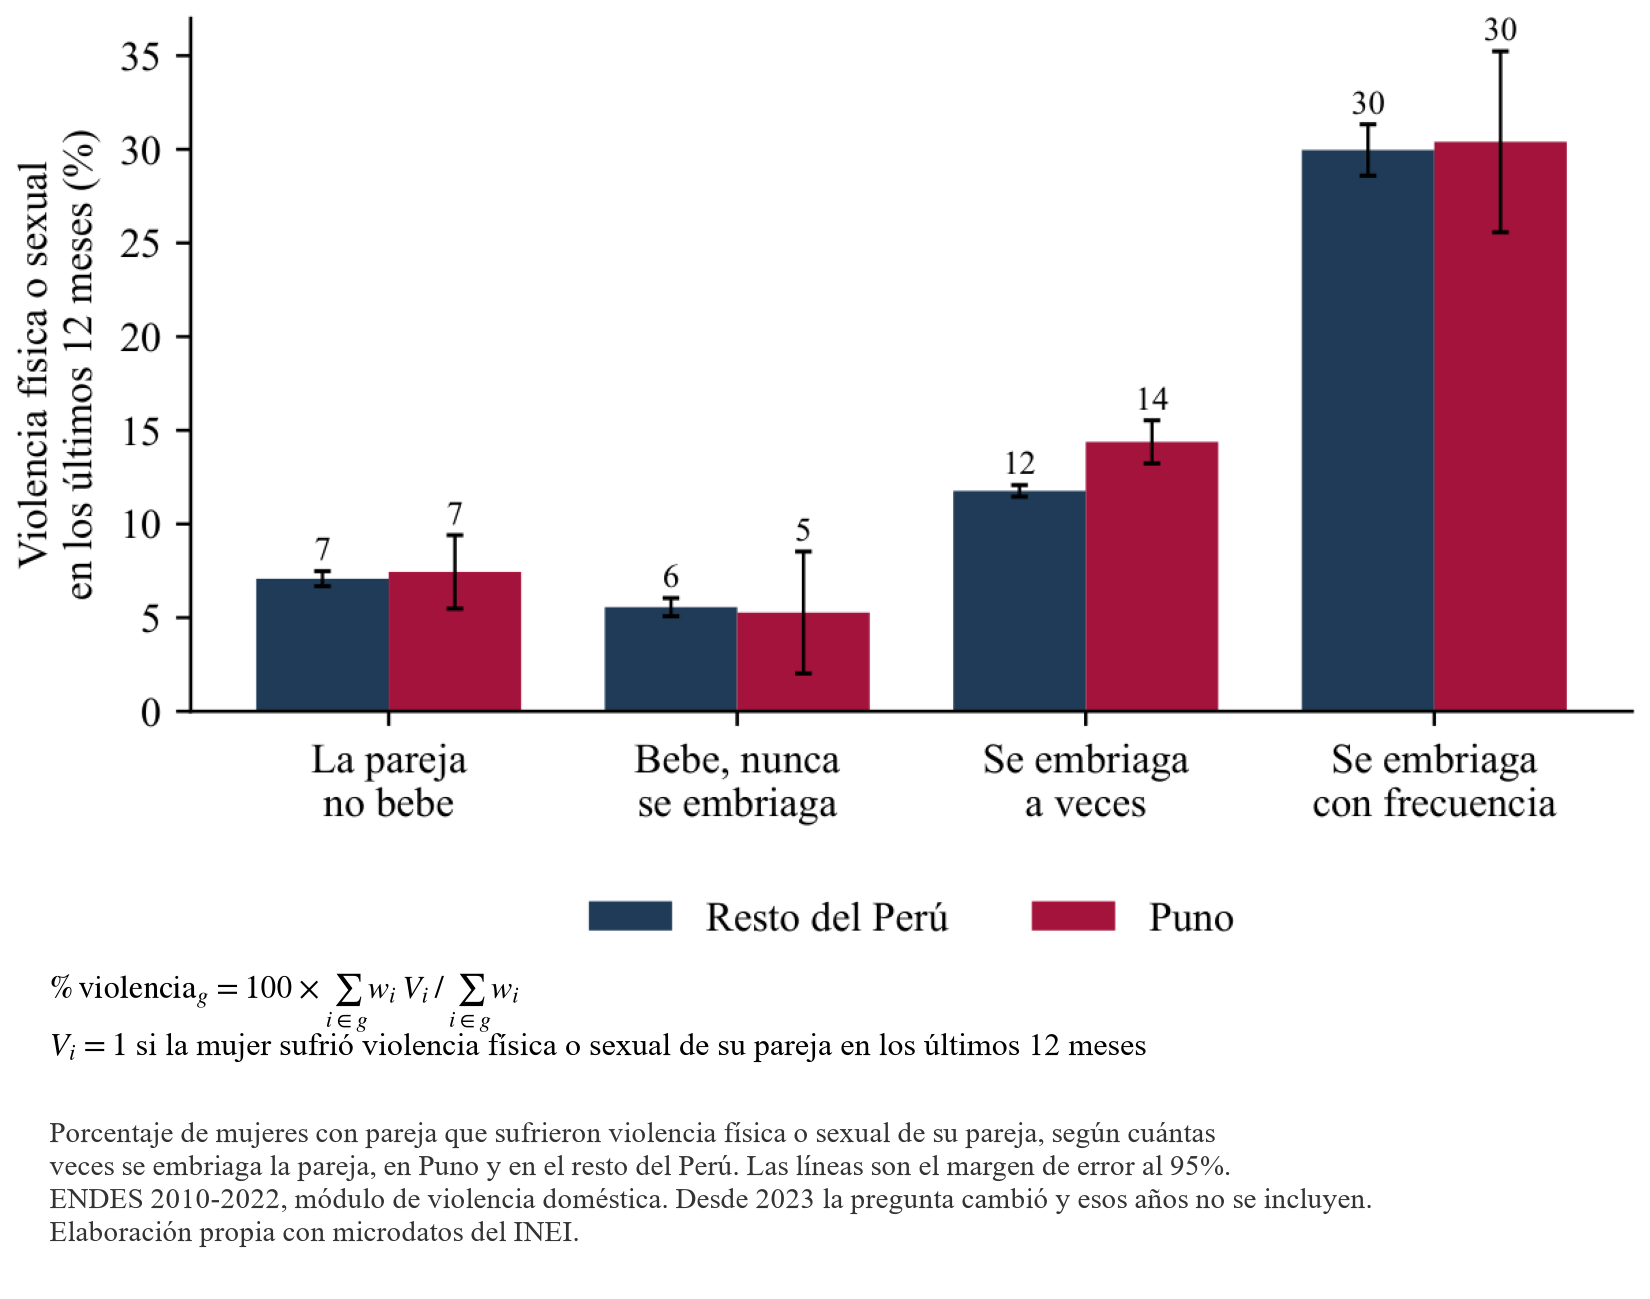 Violencia física o sexual
en los últimos 12 meses (%)
35
30
25
20
15
10
5
0
7
7
6
5
12
14
30
30
La pareja
no bebe
Bebe, nunca
se embriaga
Se embriaga
a veces
Se embriaga
con frecuencia
Resto del Perú
Puno
% violencia_g = 100 × ∑_{i ∈ g} w_i V_i / ∑_{i ∈ g} w_i
V_i = 1 si la mujer sufrió violencia física o sexual de su pareja en los últimos 12 meses
Porcentaje de mujeres con pareja que sufrieron violencia física o sexual de su pareja, según cuántas
veces se embriaga la pareja, en Puno y en el resto del Perú. Las líneas son el margen de error al 95%.
ENDES 2010-2022, módulo de violencia doméstica. Desde 2023 la pregunta cambió y esos años no se incluyen.
Elaboración propia con microdatos del INEI.